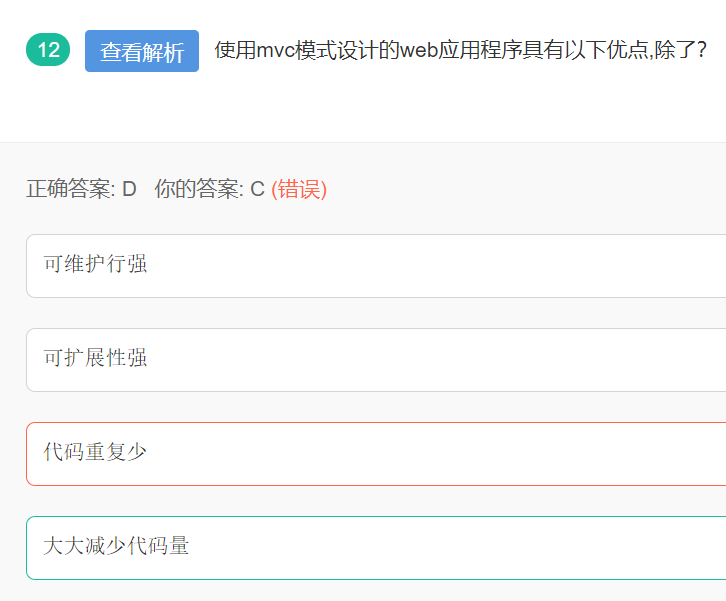 12 查看解析 使用mvc模式设计的web应用程序具有以下优点,除了?
正确答案: D 你的答案: C (错误)
可维护行强
可扩展性强
代码重复少
大大减少代码量